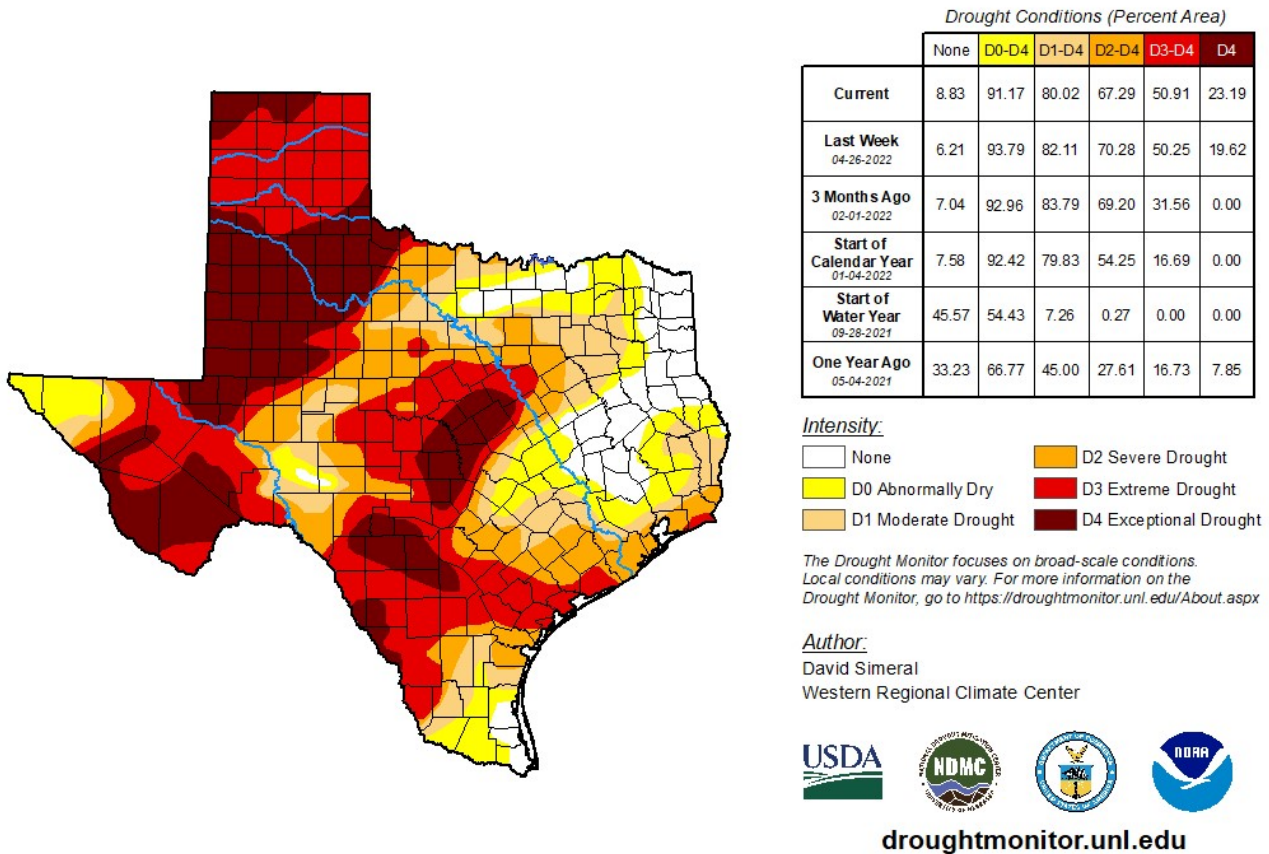 Drought Conditions (Percent Area)
None D0-D4 D1-D4 D2-D4 D3-D4 D4
Current 8.83 91.17 80.02 67.29 50.91 23.19
Last Week
04-26-2022 6.21 93.79 82.11 70.28 50.25 19.62
3 Months Ago
02-01-2022 7.04 92.96 83.79 69.20 31.56 0.00
Start of
Calendar Year
01-04-2022 7.58 92.42 79.83 54.25 16.69 0.00
Start of
Water Year
09-28-2021 45.57 54.43 7.26 0.27 0.00 0.00
One Year Ago
05-04-2021 33.23 66.77 45.00 27.61 16.73 7.85
Intensity:
None
D2 Severe Drought
D0 Abnormally Dry
D3 Extreme Drought
D1 Moderate Drought
D4 Exceptional Drought
The Drought Monitor focuses on broad-scale conditions.
Local conditions may vary. For more information on the
Drought Monitor, go to https://droughtmonitor.unl.edu/About.aspx
Author:
David Simeral
Western Regional Climate Center
USDA
NDMC
NOAA
droughtmonitor.unl.edu